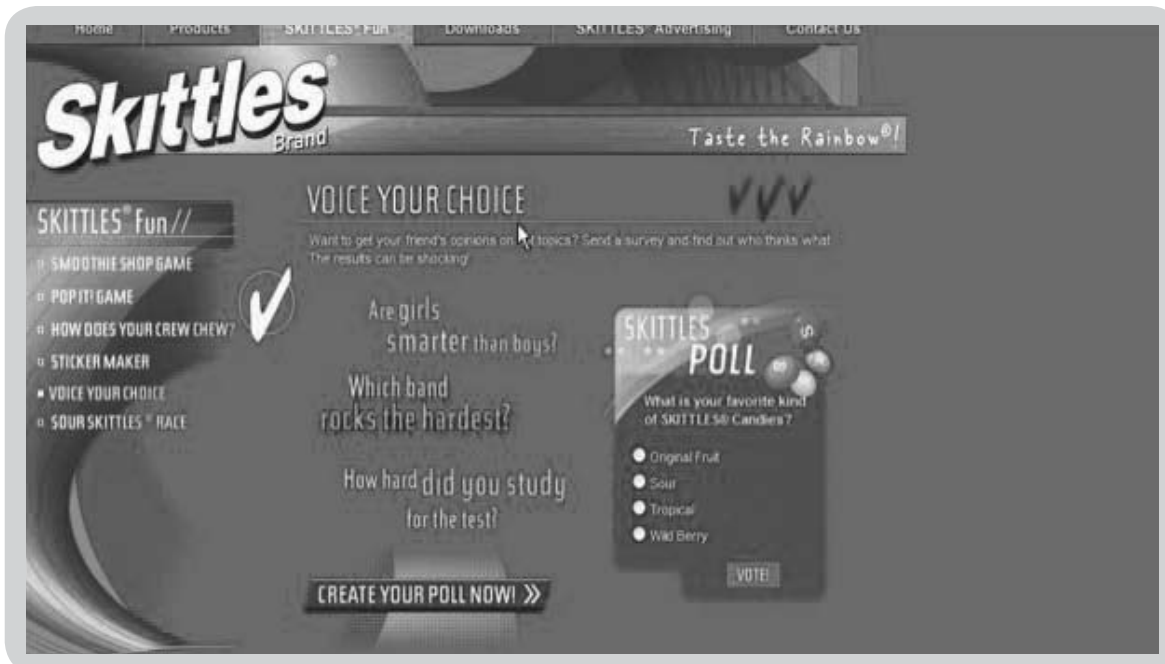 Home Products SKITTLES® Fun Downloads SKITTLES® Advertising Contact Us
Skittles®
Brand
Taste the Rainbow®!
SKITTLES® Fun//
SMOOTHIE SHOP GAME
POP IT! GAME
HOW DOES YOUR CREW CHEW?
STICKER MAKER
VOICE YOUR CHOICE
SOUR SKITTLES® RACE
VOICE YOUR CHOICE
Want to get your friend's opinions on topics? Send a survey and find out who thinks what.
The results can be shocking!
Are girls
smarter than boys?
Which band
rocks the hardest?
How hard did you study
for the test?
CREATE YOUR POLL NOW!
SKITTLES
POLL
What is your favorite kind
of SKITTLES® Candies?
Original Fruit
Sour
Tropical
Wild Berry
VOTE!